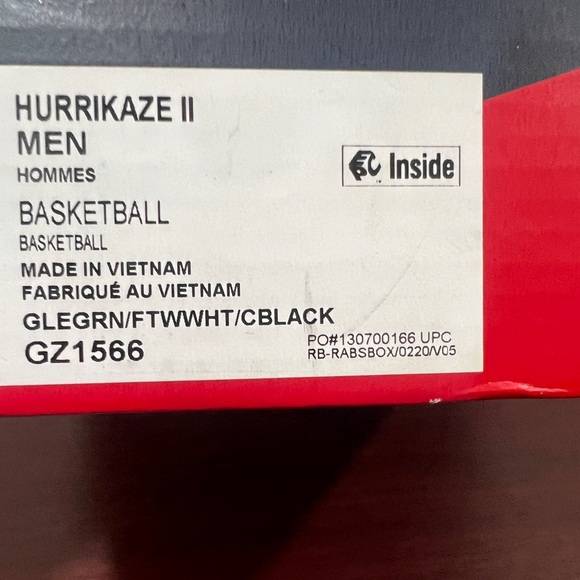 HURRIKAZE II
MEN
HOMMES
Inside
BASKETBALL
BASKETBALL
MADE IN VIETNAM
FABRIQUÉ AU VIETNAM
GLEGRN/FTWWHT/CBLACK
GZ1566
PO#130700166 UPC
RB-RABSBOX/0220/V05